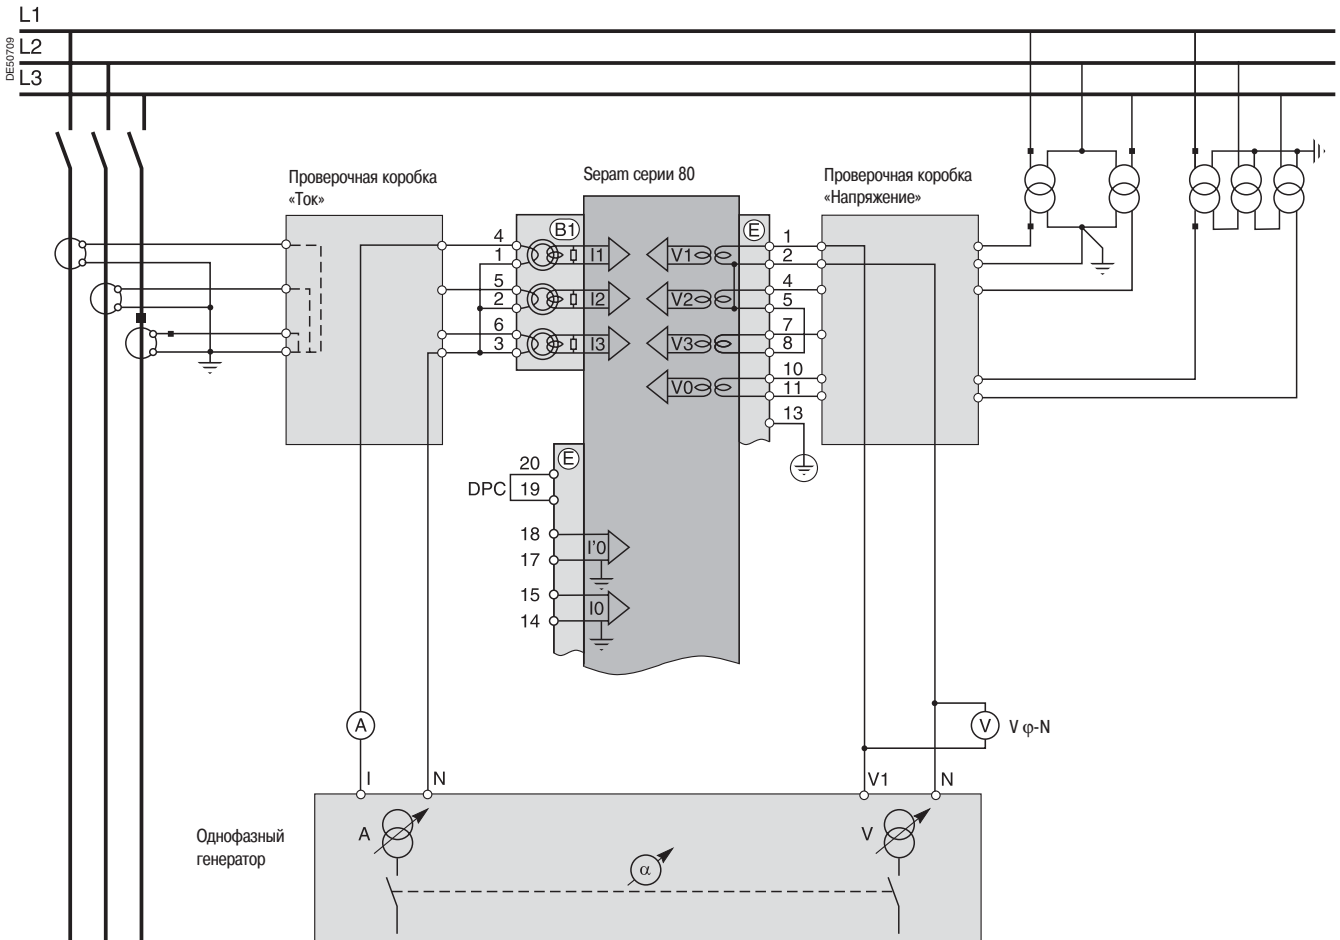 L1
DE50709
L2
L3
Проверочная коробка
«Ток»
Sepam серии 80
Проверочная коробка
«Напряжение»
4
B1
E
1
1
I1
V1
2
5
4
2
I2
V2
5
6
7
3
I3
V3
8
V0
10
11
13
20
E
DPC
19
18
I'0
17
15
I0
14
A
V
V φ-N
I
N
V1
N
Однофазный
генератор
A
V
α